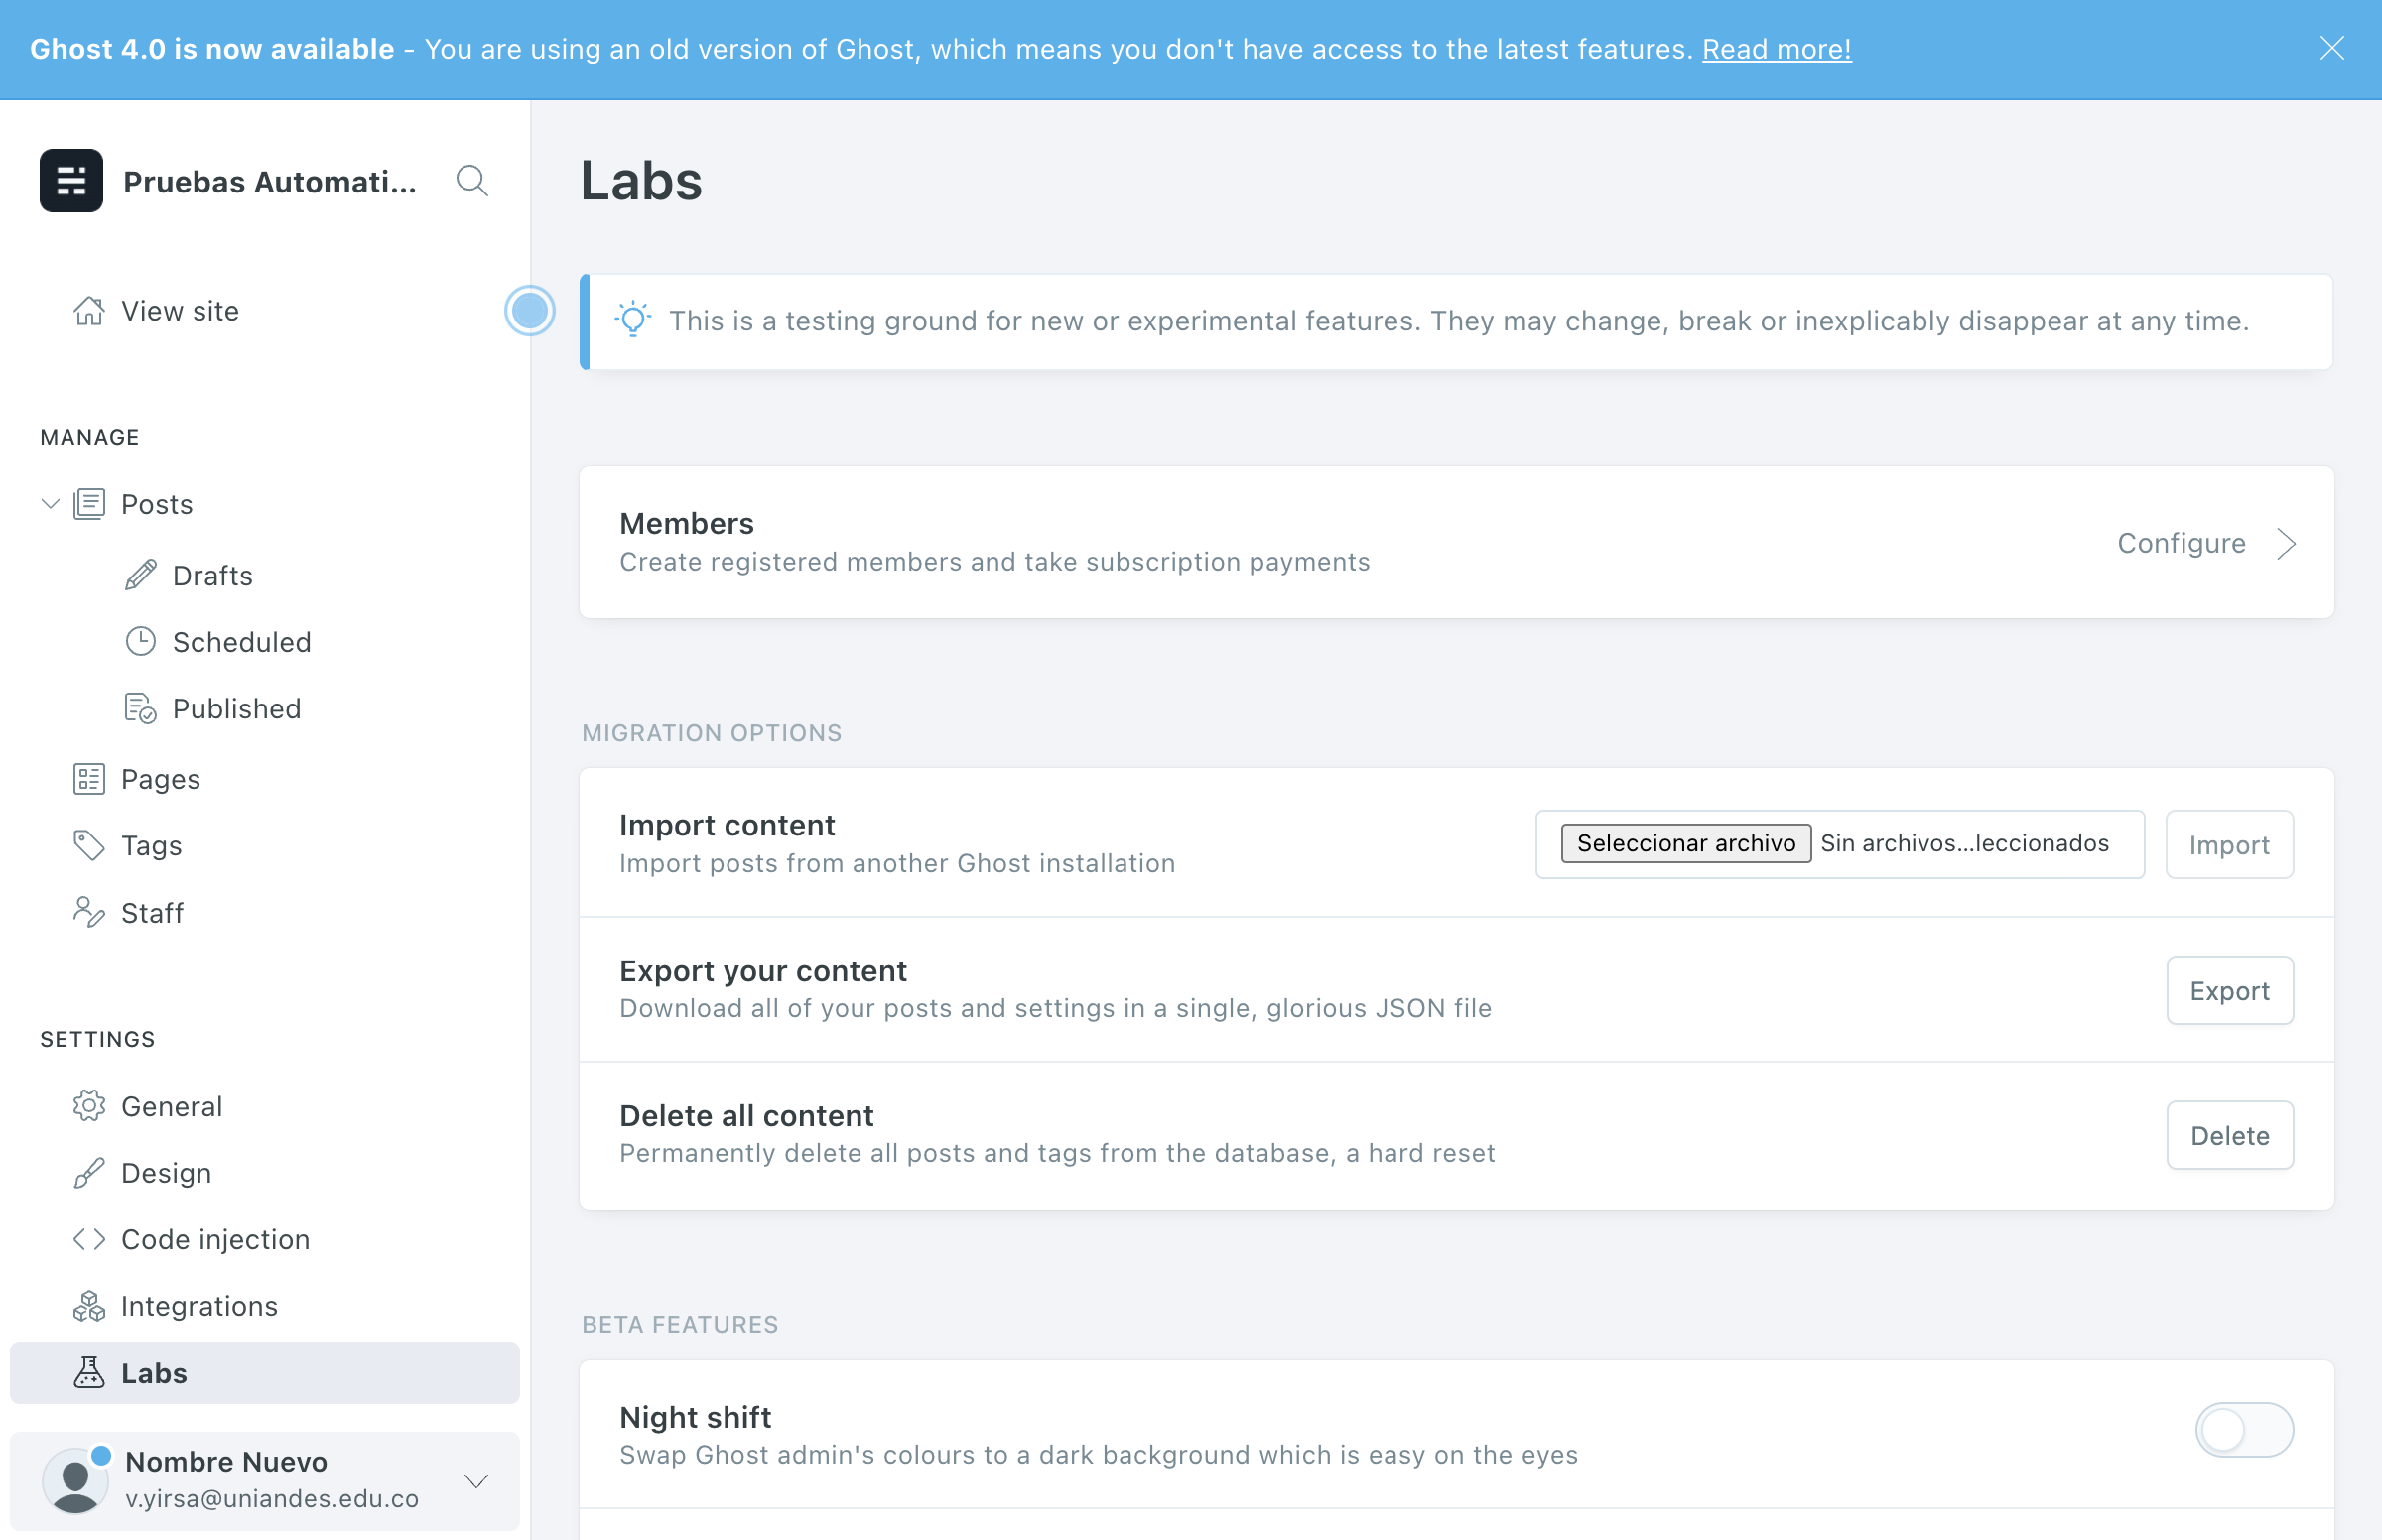 Ghost 4.0 is now available - You are using an old version of Ghost, which means you don't have access to the latest features. Read more!
Pruebas Automati...
View site
MANAGE
Posts
Drafts
Scheduled
Published
Pages
Tags
Staff
SETTINGS
General
Design
Code injection
Integrations
Labs
Nombre Nuevo
v.yirsa@uniandes.edu.co
Labs
This is a testing ground for new or experimental features. They may change, break or inexplicably disappear at any time.
Members
Create registered members and take subscription payments
Configure
MIGRATION OPTIONS
Import content
Import posts from another Ghost installation
Seleccionar archivo Sin archivos...leccionados
Import
Export your content
Download all of your posts and settings in a single, glorious JSON file
Export
Delete all content
Permanently delete all posts and tags from the database, a hard reset
Delete
BETA FEATURES
Night shift
Swap Ghost admin's colours to a dark background which is easy on the eyes